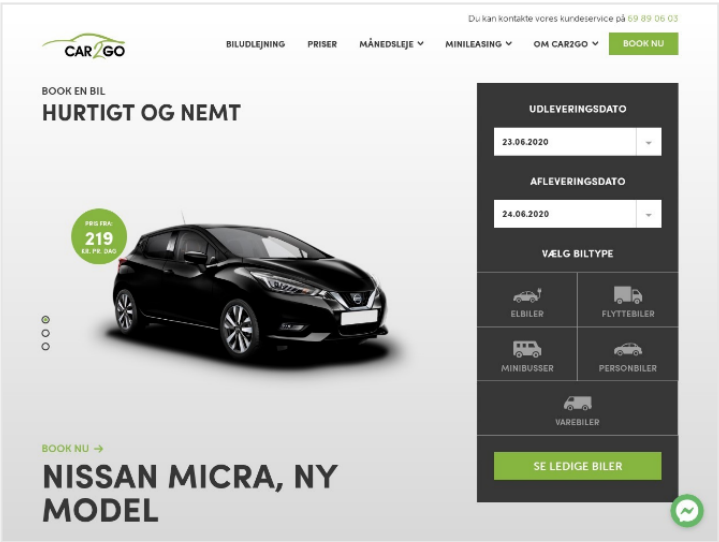 Du kan kontakte vores kundeservice på 69 89 06 03
CAR2GO
BILUDLEJNING PRISER MÅNEDSLEJE MINILEASING OM CAR2GO BOOK NU
BOOK EN BIL
HURTIGT OG NEMT
PRIS FRA:
219
KR. PR. DAG
BOOK NU →
NISSAN MICRA, NY
MODEL
UDLEVERINGSDATO
23.06.2020
AFLEVERINGSDATO
24.06.2020
VÆLG BILTYPE
ELBILER FLYTTEBILER
MINIBUSSER PERSONBILER
VAREBILER
SE LEDIGE BILER